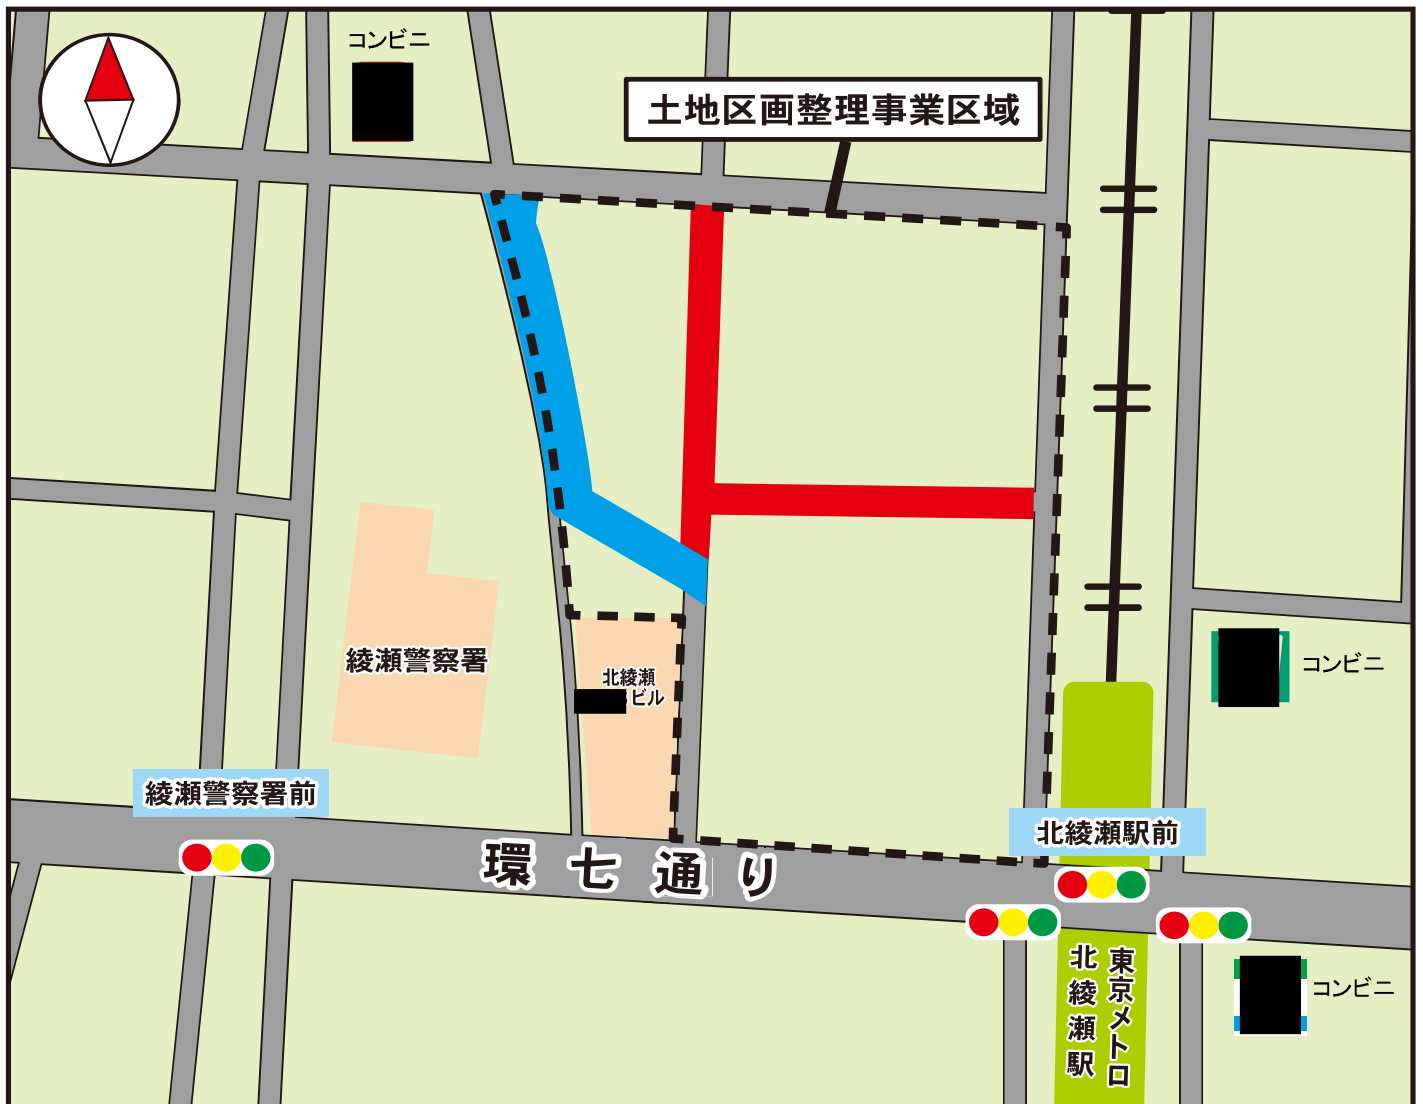 コンビニ
土地区画整理事業区域
綾瀬警察署
北綾瀬
ビル
コンビニ
綾瀬警察署前
北綾瀬駅前
環七通り
東京メトロ
北綾瀬駅
コンビニ